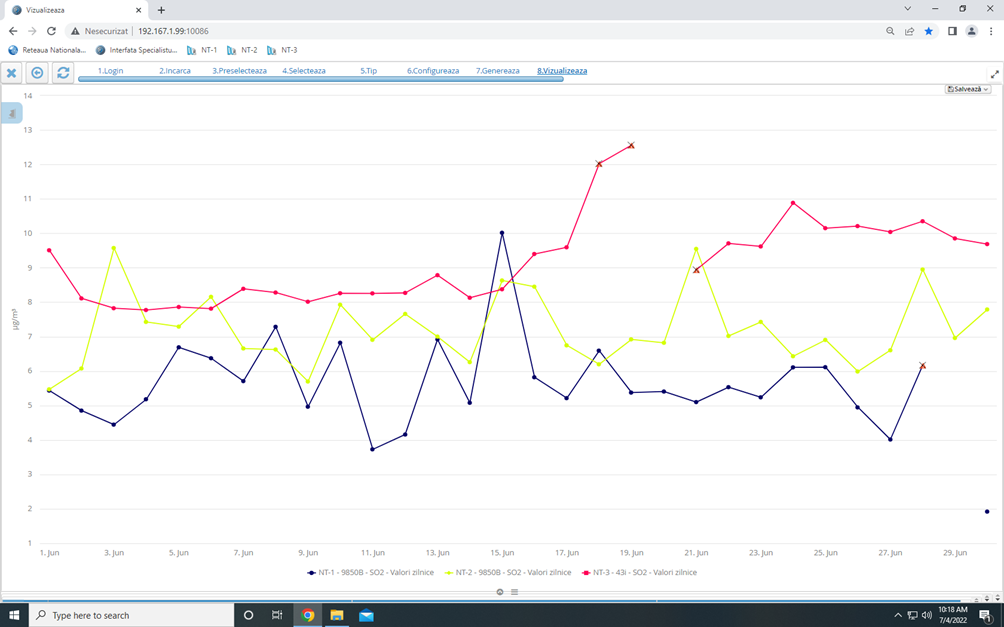 Vizualizeaza
Nesecurizat | 192.167.1.99:10086
Reteaua Nationala... Interfata Specialistu... NT-1 NT-2 NT-3
1.Login 2.Incarca 3.Preselecteaza 4.Selecteaza 5.Tip 6.Configureaza 7.Genereaza 8.Vizualizeaza
Salvează
14
13
12
11
10
9
8
7
6
5
4
3
2
1
µg/m³
1. Jun 3. Jun 5. Jun 7. Jun 9. Jun 11. Jun 13. Jun 15. Jun 17. Jun 19. Jun 21. Jun 23. Jun 25. Jun 27. Jun 29. Jun
NT-1 - 9850B - SO2 - Valori zilnice NT-2 - 9850B - SO2 - Valori zilnice NT-3 - 43i - SO2 - Valori zilnice
Type here to search
10:18 AM
7/4/2022
1